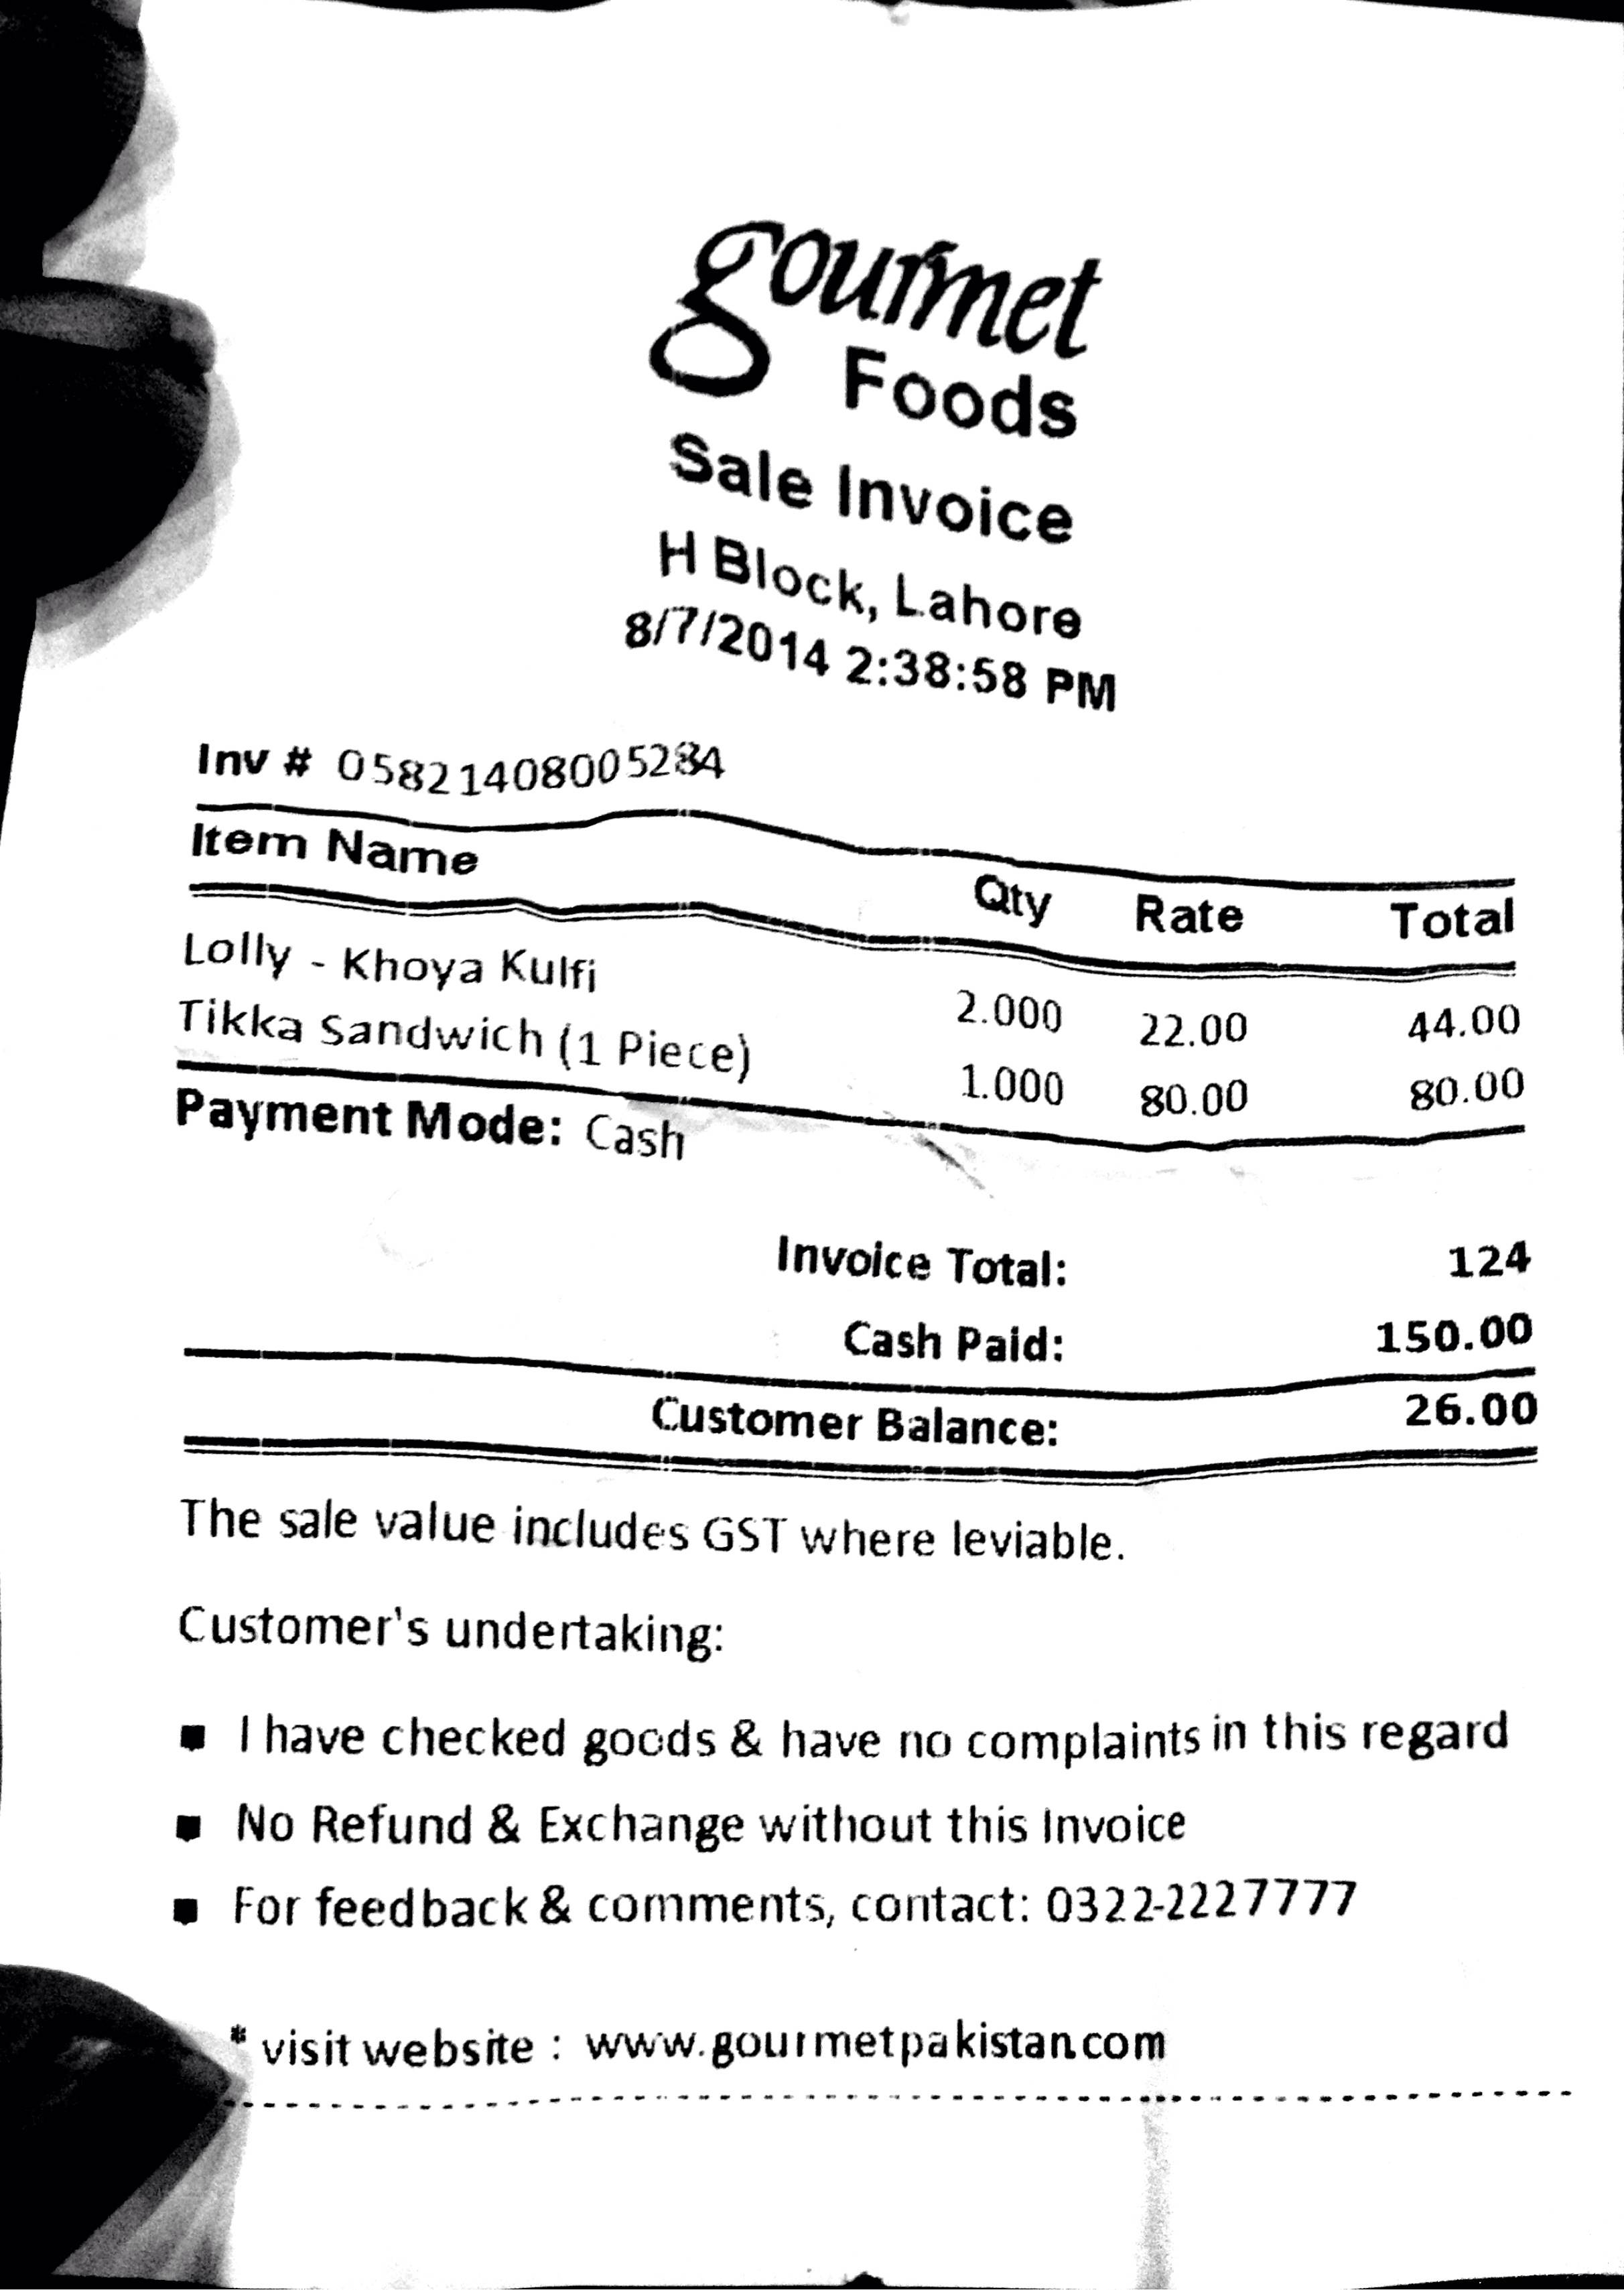 gourmet
Foods
Sale Invoice
H Block, Lahore
8/7/2014 2:38:58 PM
Inv # 05821408005284
Item Name Qty Rate Total
Lolly - Khoya Kulfi 2.000 22.00 44.00
Tikka Sandwich (1 Piece) 1.000 80.00 80.00
Payment Mode: Cash
Invoice Total: 124
Cash Paid: 150.00
Customer Balance: 26.00
The sale value includes GST where leviable.
Customer's undertaking:
■ I have checked goods & have no complaints in this regard
■ No Refund & Exchange without this Invoice
■ For feedback & comments, contact: 0322-2227777
* visit website : www.gourmetpakistan.com